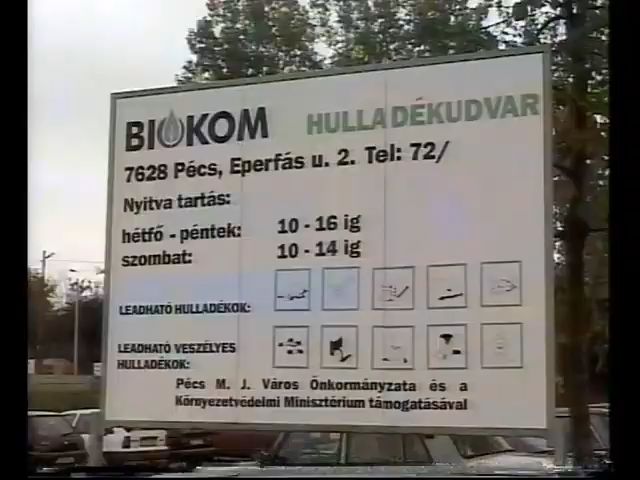 BIOKOM HULLADÉKUDVAR
7628 Pécs, Eperfás u. 2. Tel: 72/
Nyitva tartás:
hétfő - péntek: 10 - 16 ig
szombat: 10 - 14 ig
LEADHATÓ HULLADÉKOK:
LEADHATÓ VESZÉLYES
HULLADÉKOK:
Pécs M. J. Város Önkormányzata és a
Környezetvédelmi Minisztérium támogatásával